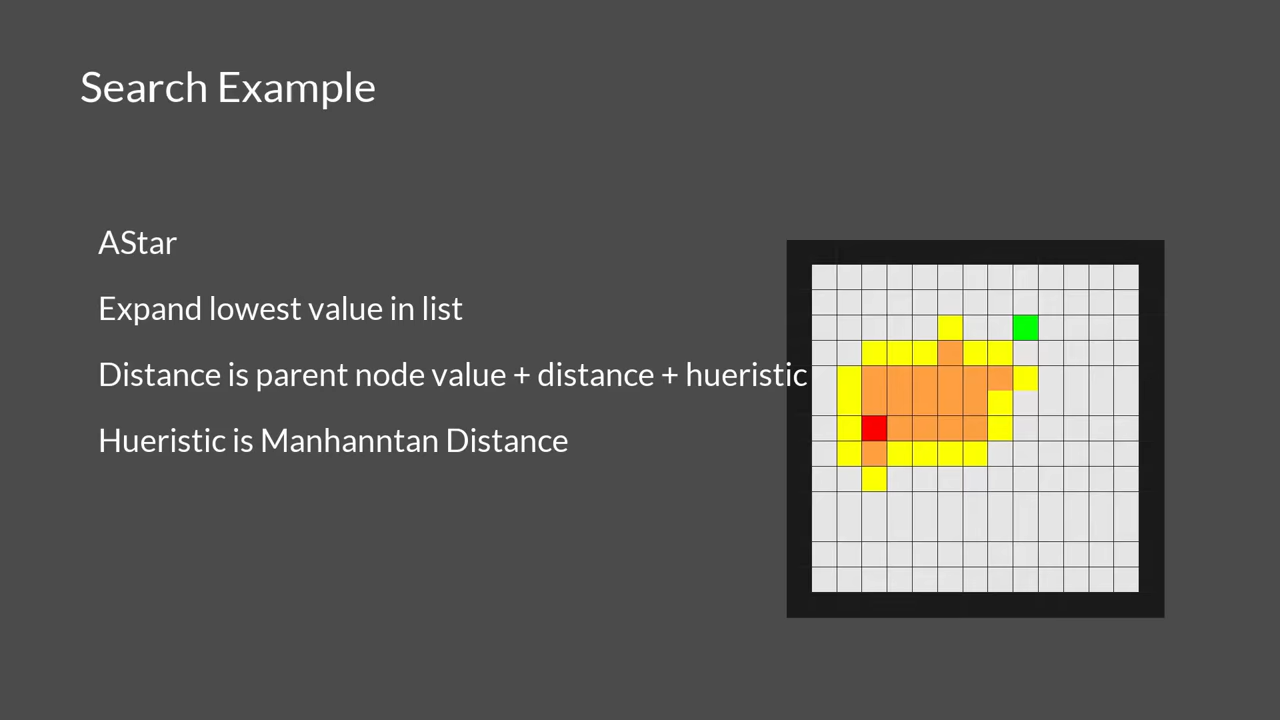 Search Example
AStar
Expand lowest value in list
Distance is parent node value + distance + hueristic
Hueristic is Manhanntan Distance